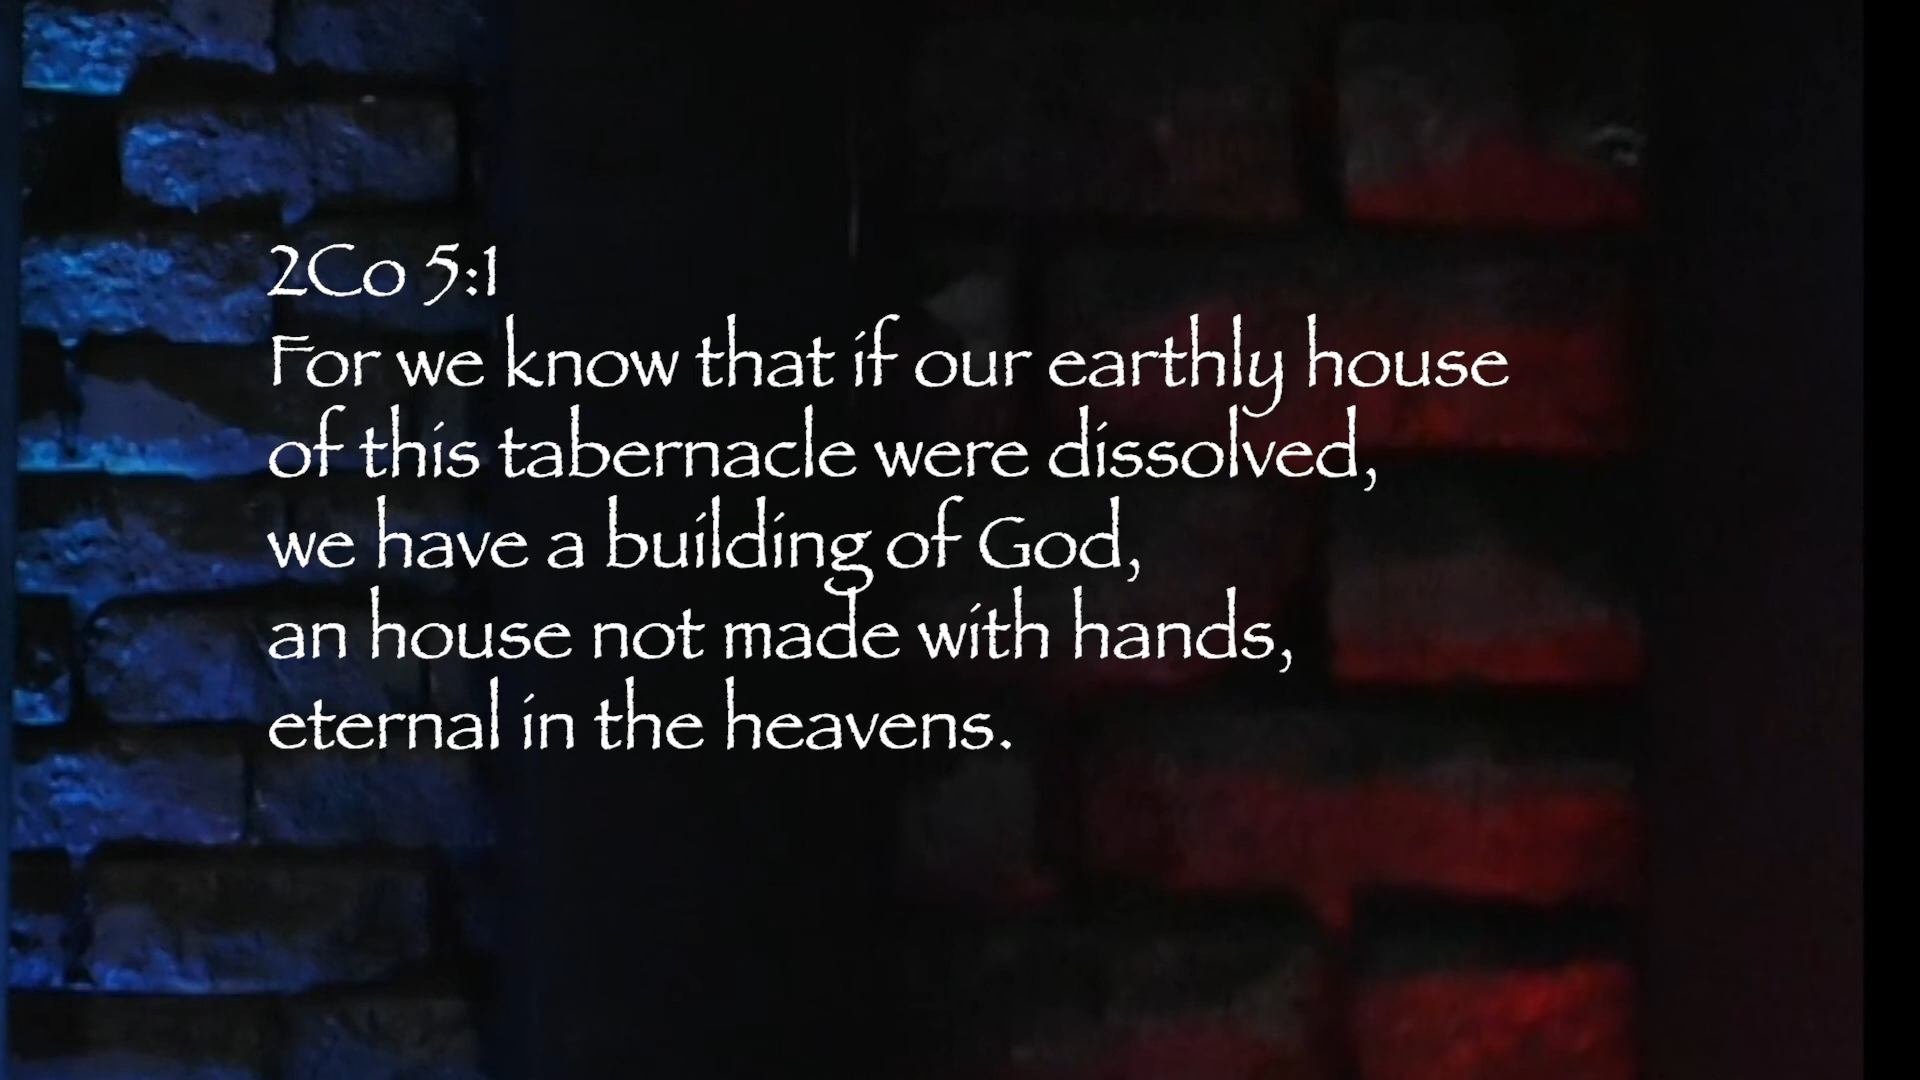 2Co 5:1
For we know that if our earthly house
of this tabernacle were dissolved,
we have a building of God,
an house not made with hands,
eternal in the heavens.